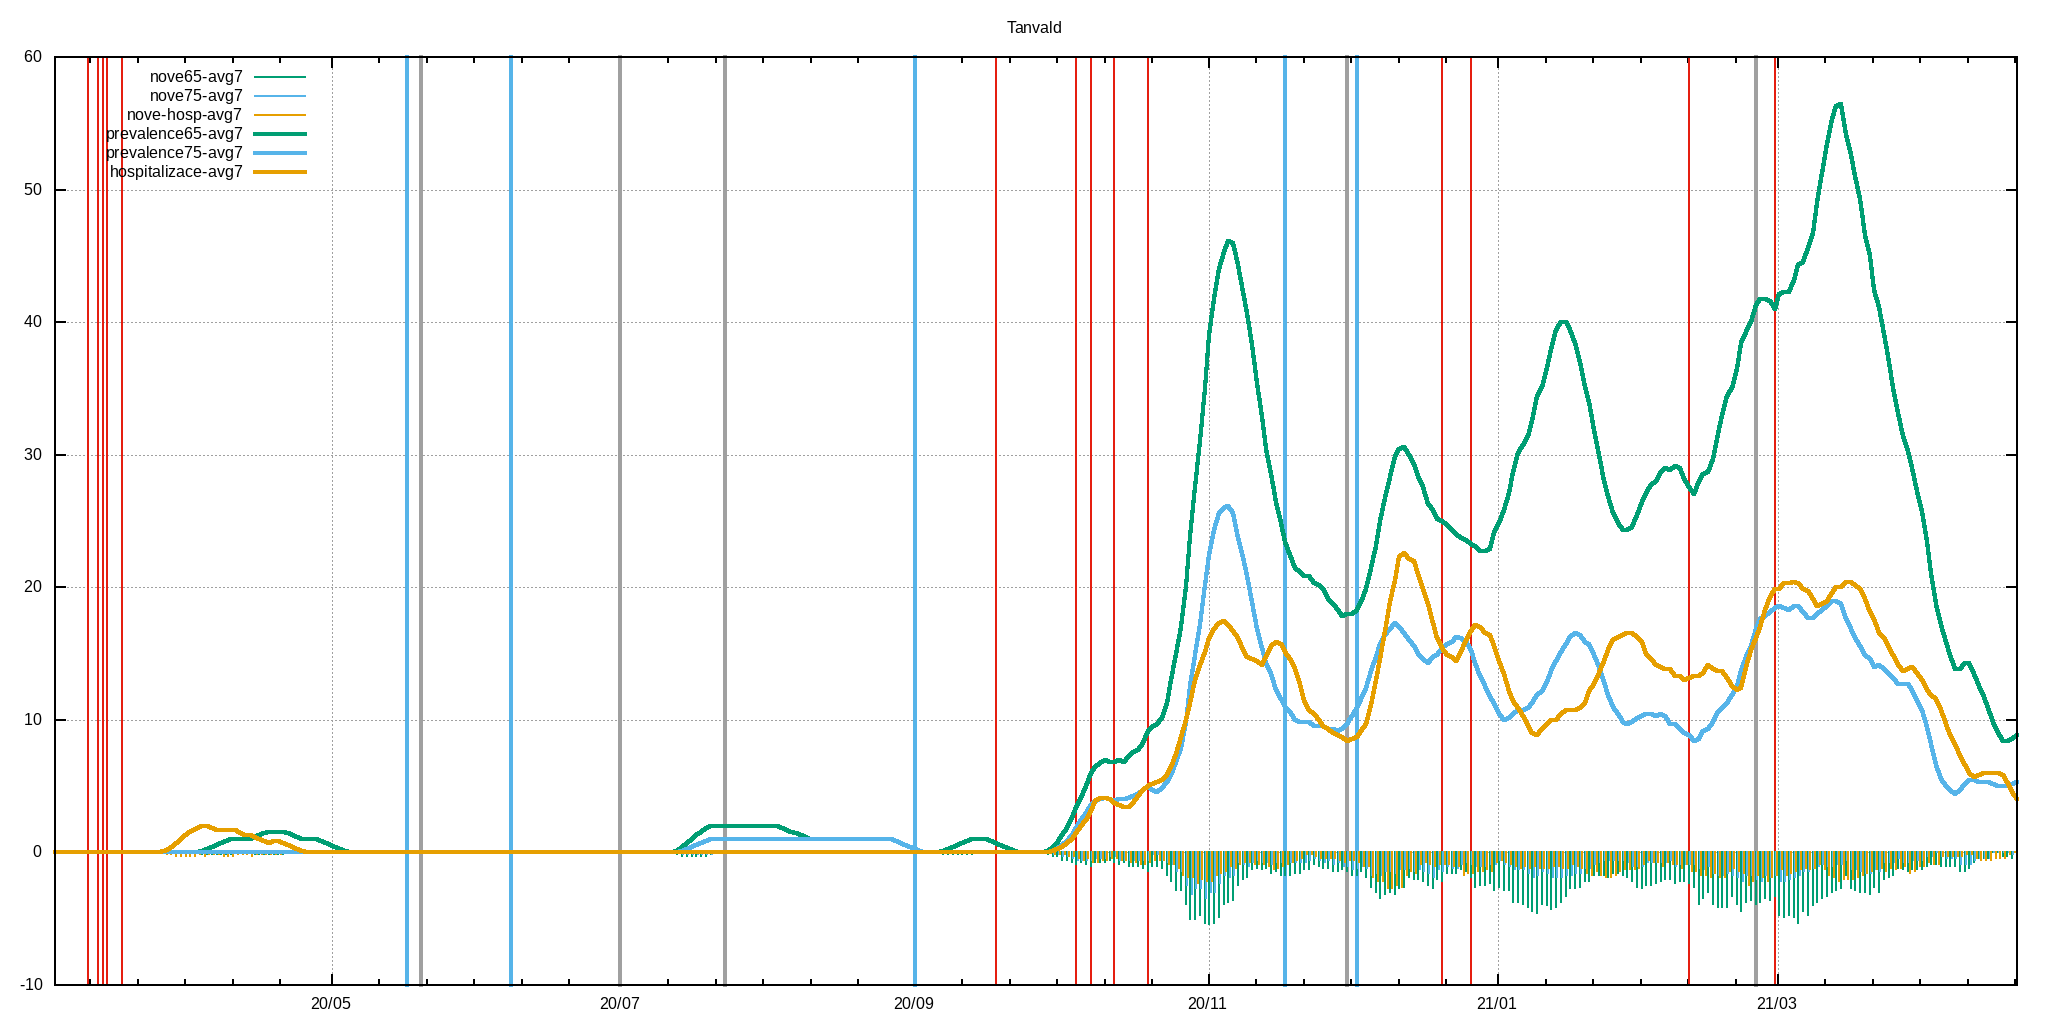 Tanvald
60
50
40
30
20
10
0
-10
nove65-avg7
nove75-avg7
nove-hosp-avg7
prevalence65-avg7
prevalence75-avg7
hospitalizace-avg7
20/05 20/07 20/09 20/11 21/01 21/03